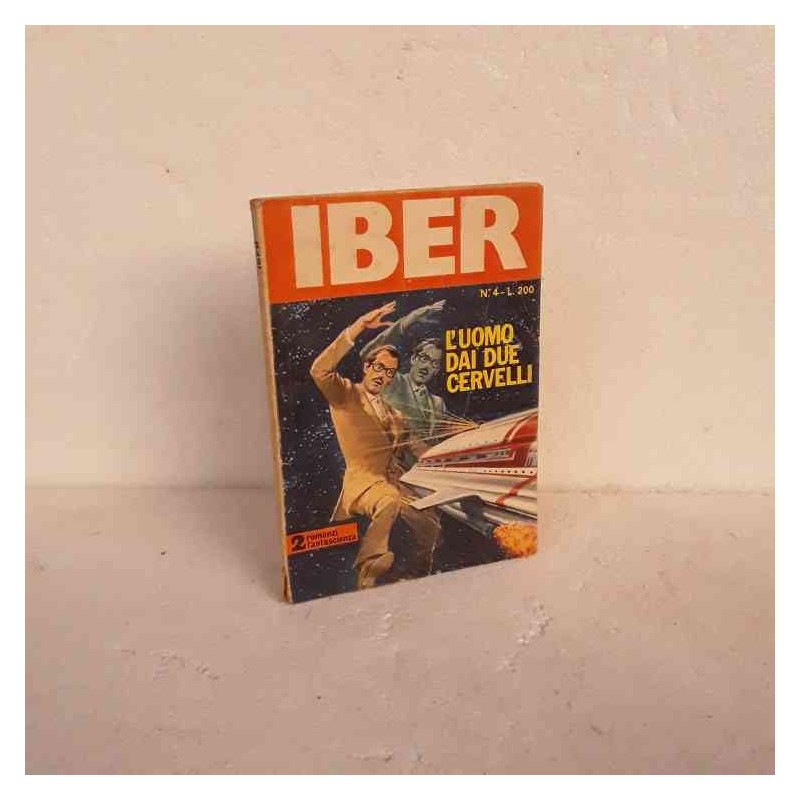 IBER
N.° 4 - L. 200
L'UOMO
DAI DUE
CERVELLI
2 romanzi
fantascienza